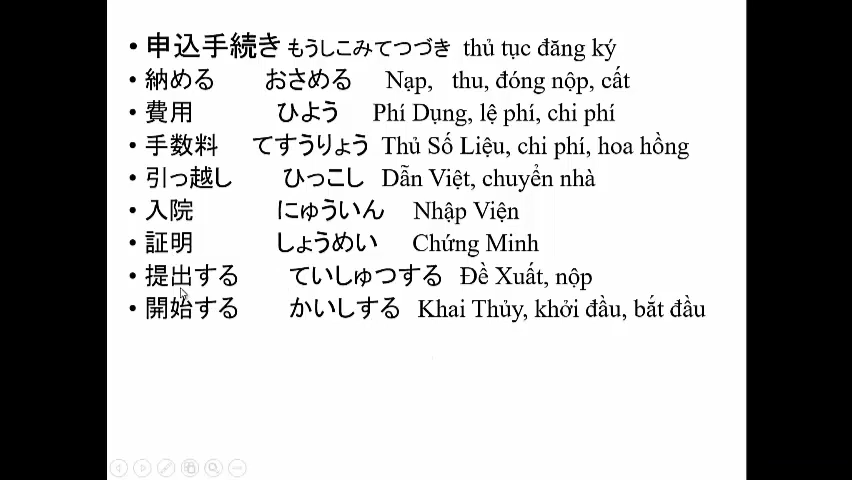 • 申込手続き もうしこみてつづき thủ tục đăng ký
• 納める おさめる Nạp, thu, đóng nộp, cất
• 費用 ひよう Phí Dụng, lệ phí, chi phí
• 手数料 てすうりょう Thủ Số Liệu, chi phí, hoa hồng
• 引っ越し ひっこし Dẫn Việt, chuyển nhà
• 入院 にゅういん Nhập Viện
• 証明 しょうめい Chứng Minh
• 提出する ていしゅつする Đề Xuất, nộp
• 開始する かいしする Khai Thủy, khởi đầu, bắt đầu